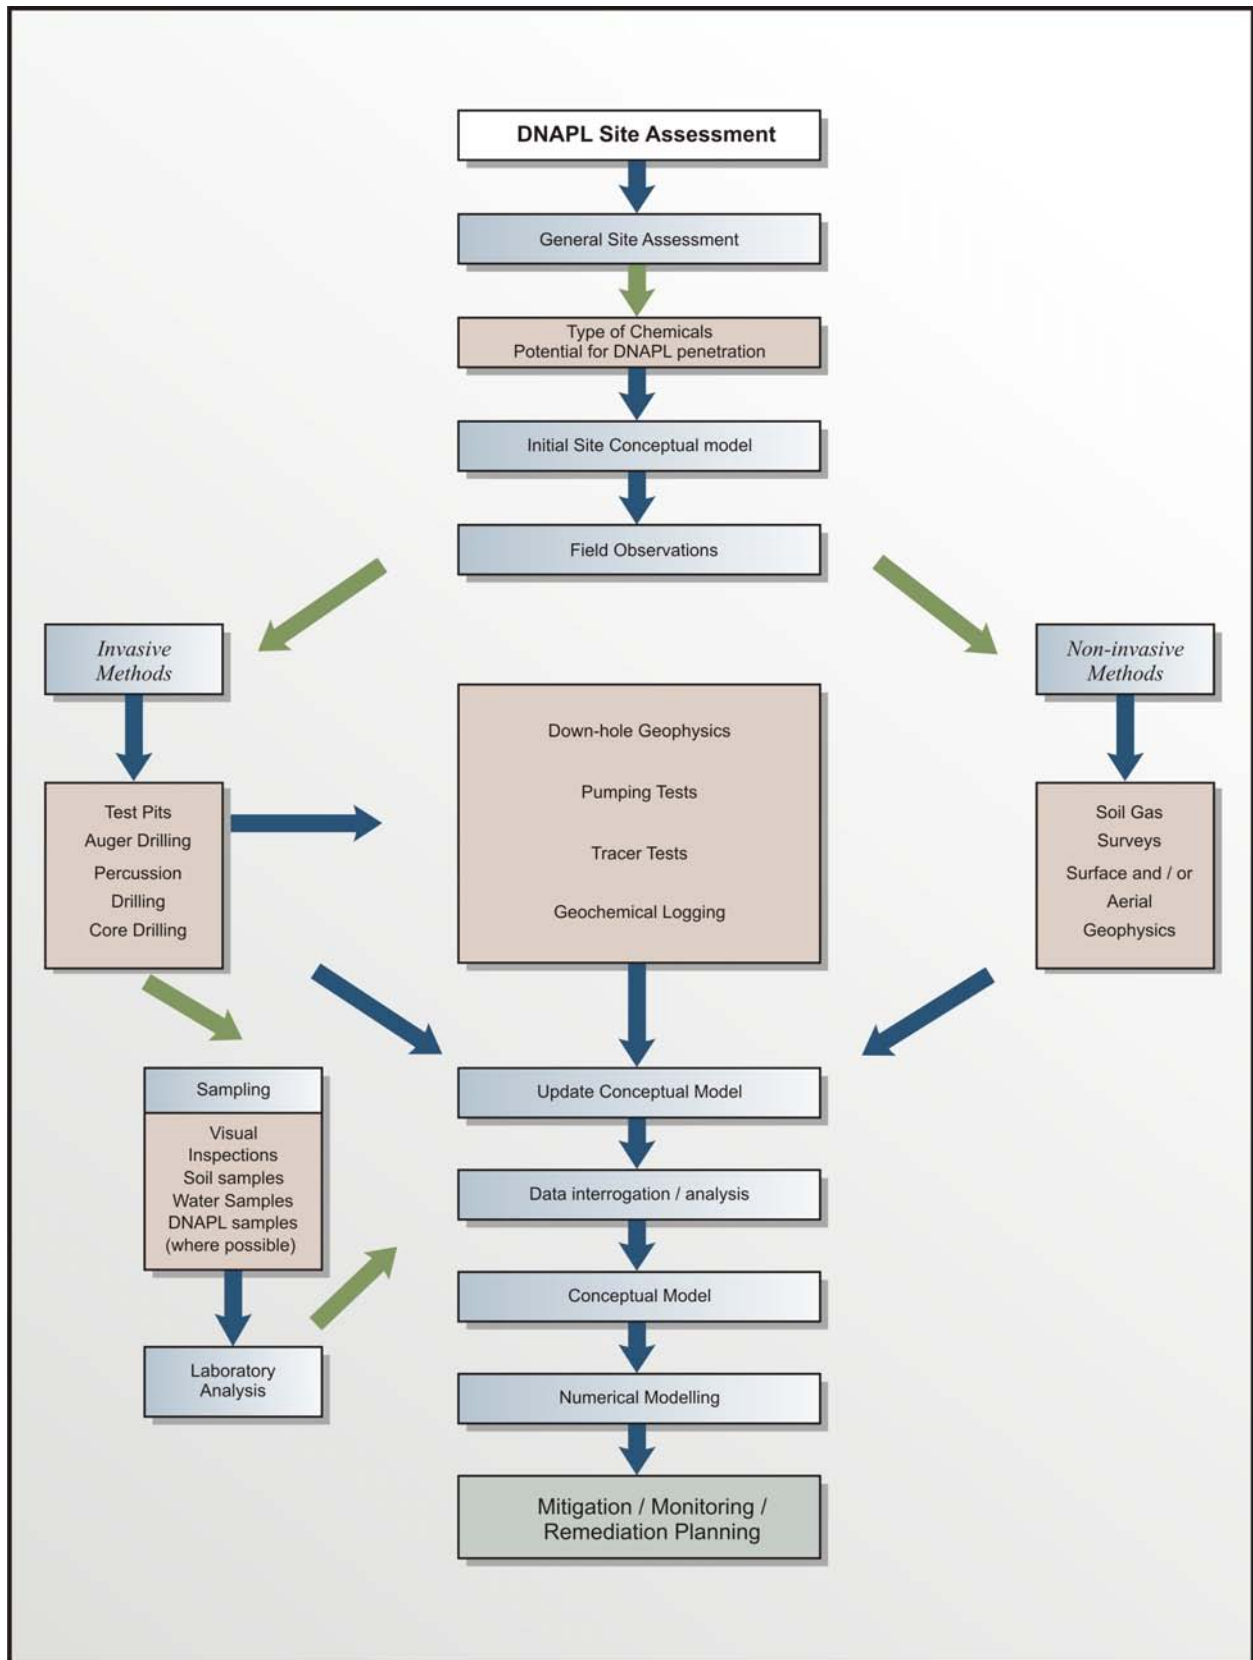 DNAPL Site Assessment
General Site Assessment
Type of Chemicals
Potential for DNAPL penetration
Initial Site Conceptual model
Field Observations
Invasive
Methods
Non-invasive
Methods
Test Pits
Auger Drilling
Percussion
Drilling
Core Drilling
Down-hole Geophysics
Pumping Tests
Tracer Tests
Geochemical Logging
Soil Gas
Surveys
Surface and / or
Aerial
Geophysics
Sampling
Visual
Inspections
Soil samples
Water Samples
DNAPL samples
(where possible)
Laboratory
Analysis
Update Conceptual Model
Data interrogation / analysis
Conceptual Model
Numerical Modelling
Mitigation / Monitoring /
Remediation Planning